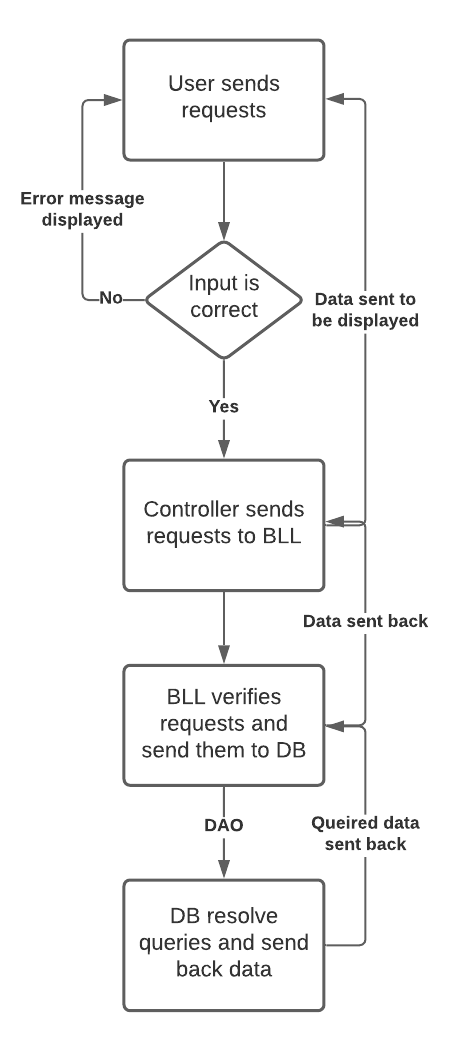 User sends
requests
Error message
displayed
Input is
correct
No
Data sent to
be displayed
Yes
Controller sends
requests to BLL
Data sent back
BLL verifies
requests and
send them to DB
DAO
Queired data
sent back
DB resolve
queries and send
back data